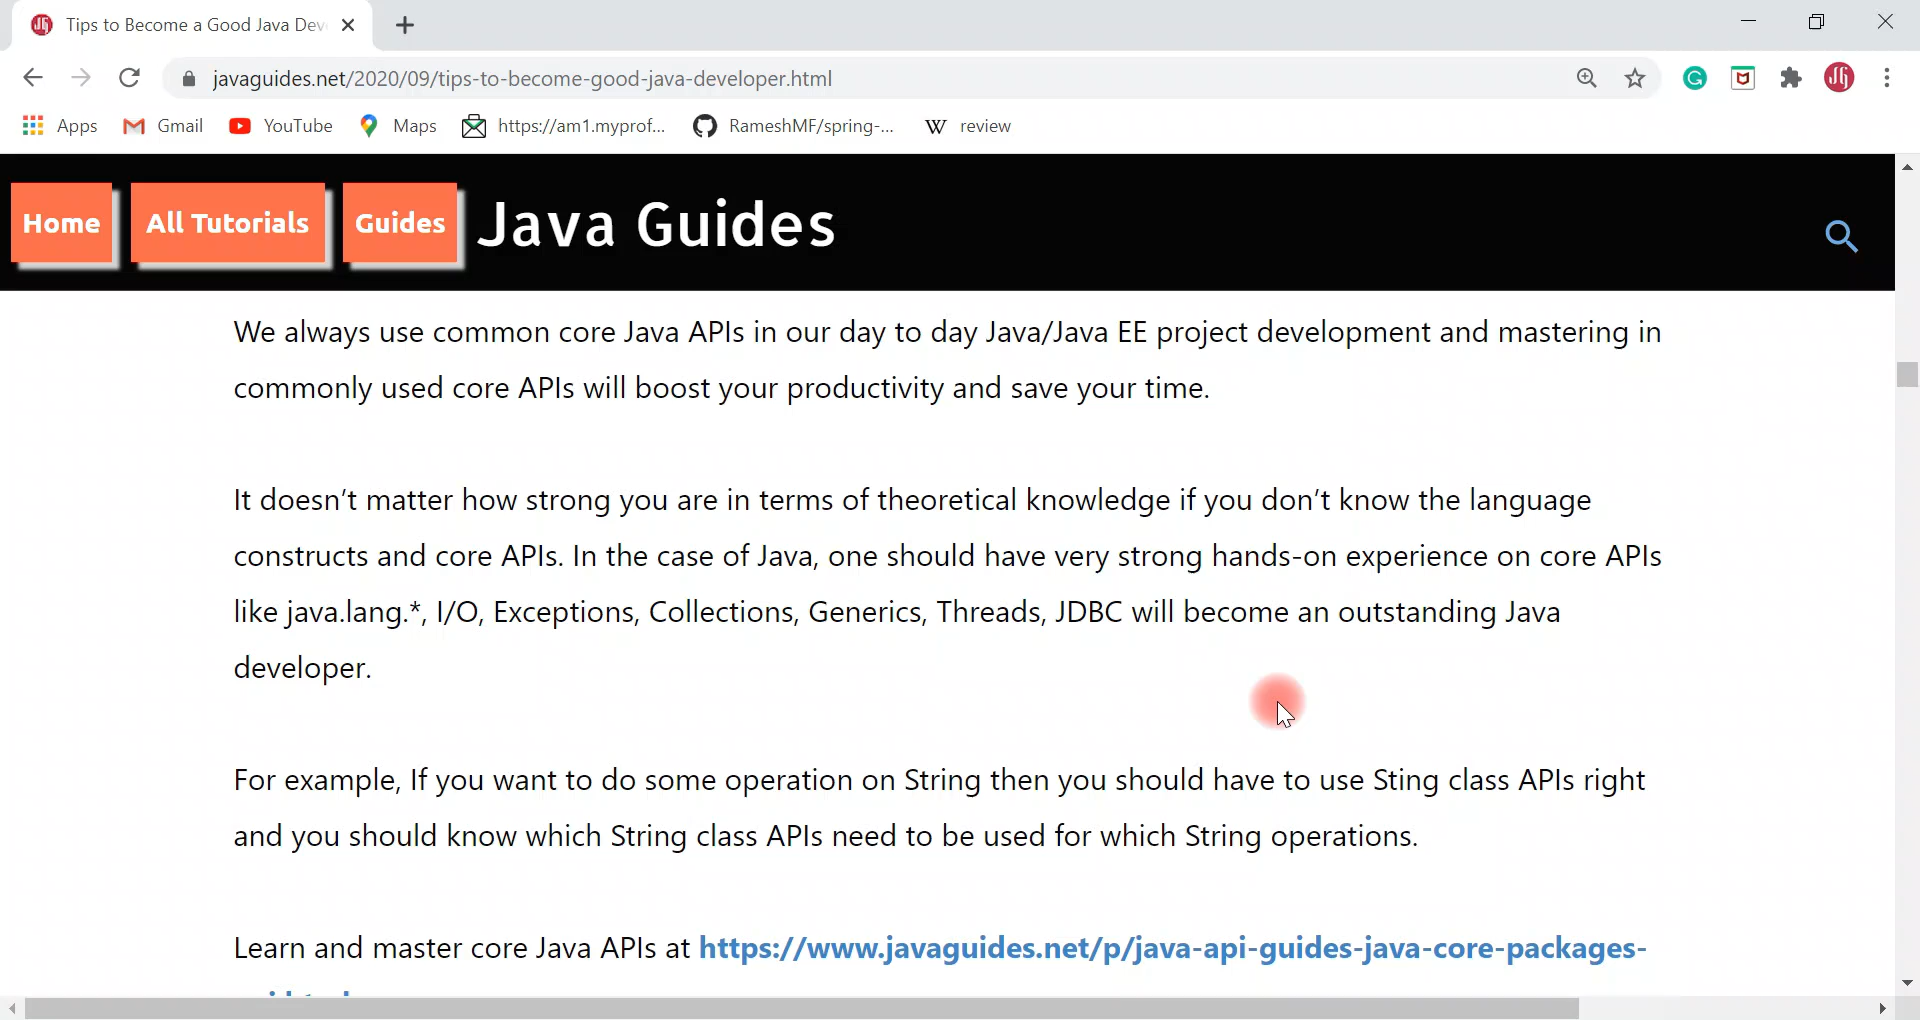 Tips to Become a Good Java Dev
javaguides.net/2020/09/tips-to-become-good-java-developer.html
Apps Gmail YouTube Maps https://am1.myprof... RameshMF/spring-... W review
Home All Tutorials Guides Java Guides
We always use common core Java APIs in our day to day Java/Java EE project development and mastering in
commonly used core APIs will boost your productivity and save your time.
It doesn't matter how strong you are in terms of theoretical knowledge if you don't know the language
constructs and core APIs. In the case of Java, one should have very strong hands-on experience on core APIs
like java.lang.*, I/O, Exceptions, Collections, Generics, Threads, JDBC will become an outstanding Java
developer.
For example, If you want to do some operation on String then you should have to use Sting class APIs right
and you should know which String class APIs need to be used for which String operations.
Learn and master core Java APIs at https://www.javaguides.net/p/java-api-guides-java-core-packages-